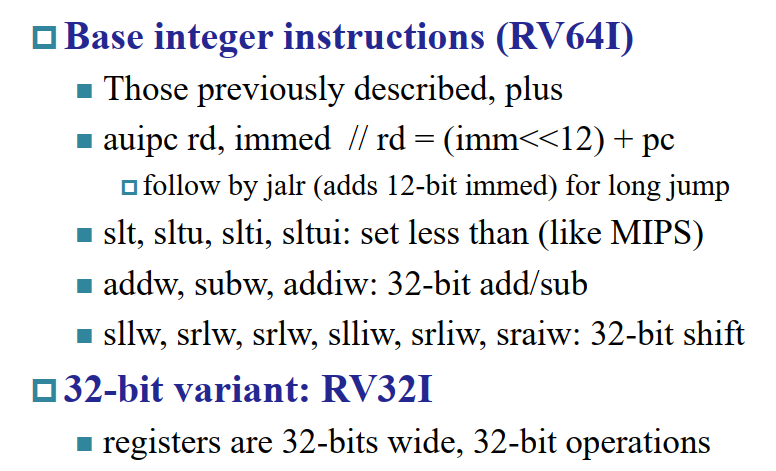 Base integer instructions (RV64I)
Those previously described, plus
auipc rd, immed // rd = (imm<<12) + pc
follow by jalr (adds 12-bit immed) for long jump
slt, sltu, slti, sltui: set less than (like MIPS)
addw, subw, addiw: 32-bit add/sub
sllw, srlw, srlw, slliw, srliw, sraiw: 32-bit shift
32-bit variant: RV32I
registers are 32-bits wide, 32-bit operations